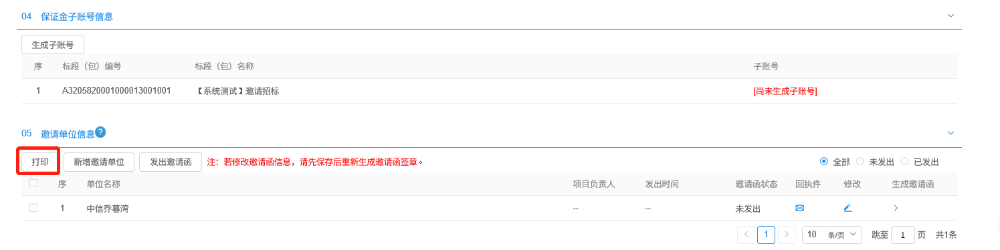 04 保证金子账号信息
生成子账号
序 标段（包）编号 标段（包）名称 子账号
1 A3205820001000013001001 【系统测试】邀请招标 [尚未生成子账号]
05 邀请单位信息?
打印 新增邀请单位 发出邀请函 注：若修改邀请函信息，请先保存后重新生成邀请函签章。 全部 未发出 已发出
序 单位名称 项目负责人 发出时间 邀请函状态 回执件 修改 生成邀请函
1 中信乔暮湾 -- -- 未发出
1 10 条/页 跳至 1 页 共1条